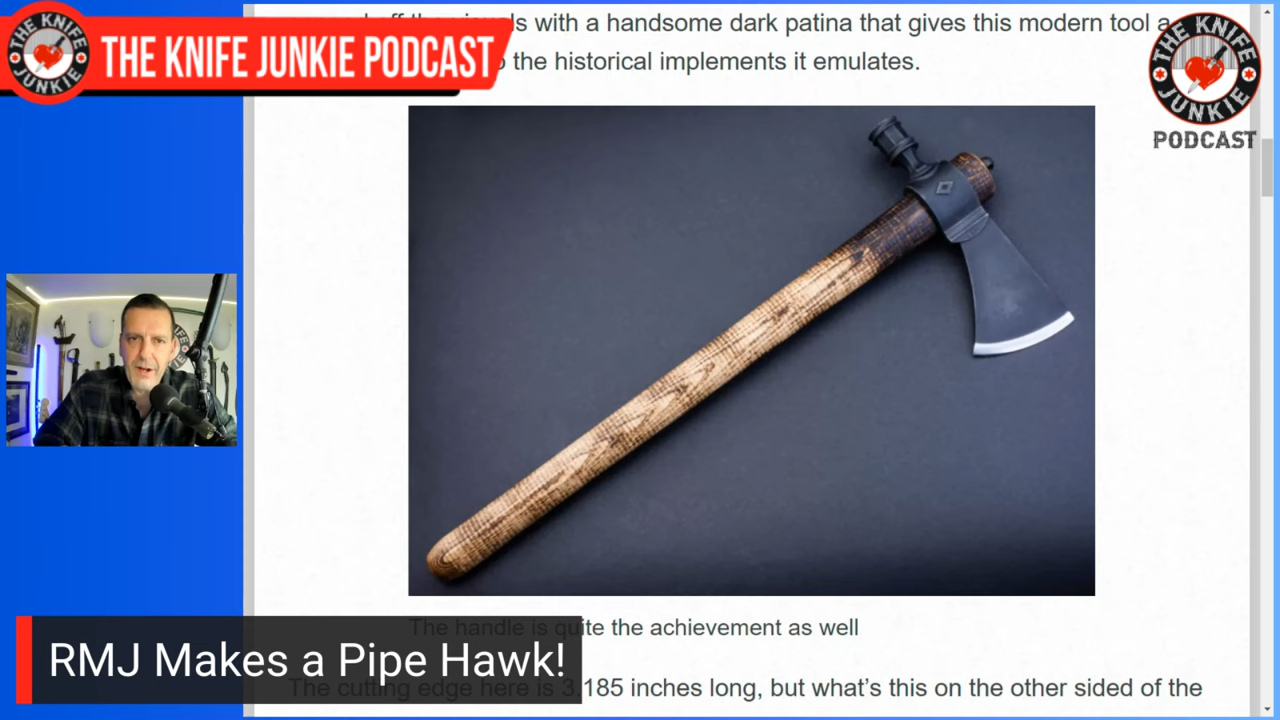 THE KNIFE JUNKIE
THE KNIFE JUNKIE PODCAST
with a handsome dark patina that gives this modern tool a
the historical implements it emulates.
THE KNIFE
JUNKIE
PODCAST
The handle is quite the achievement as well
RMJ Makes a Pipe Hawk!
The cutting edge here is 3.185 inches long, but what's this on the other sided of the